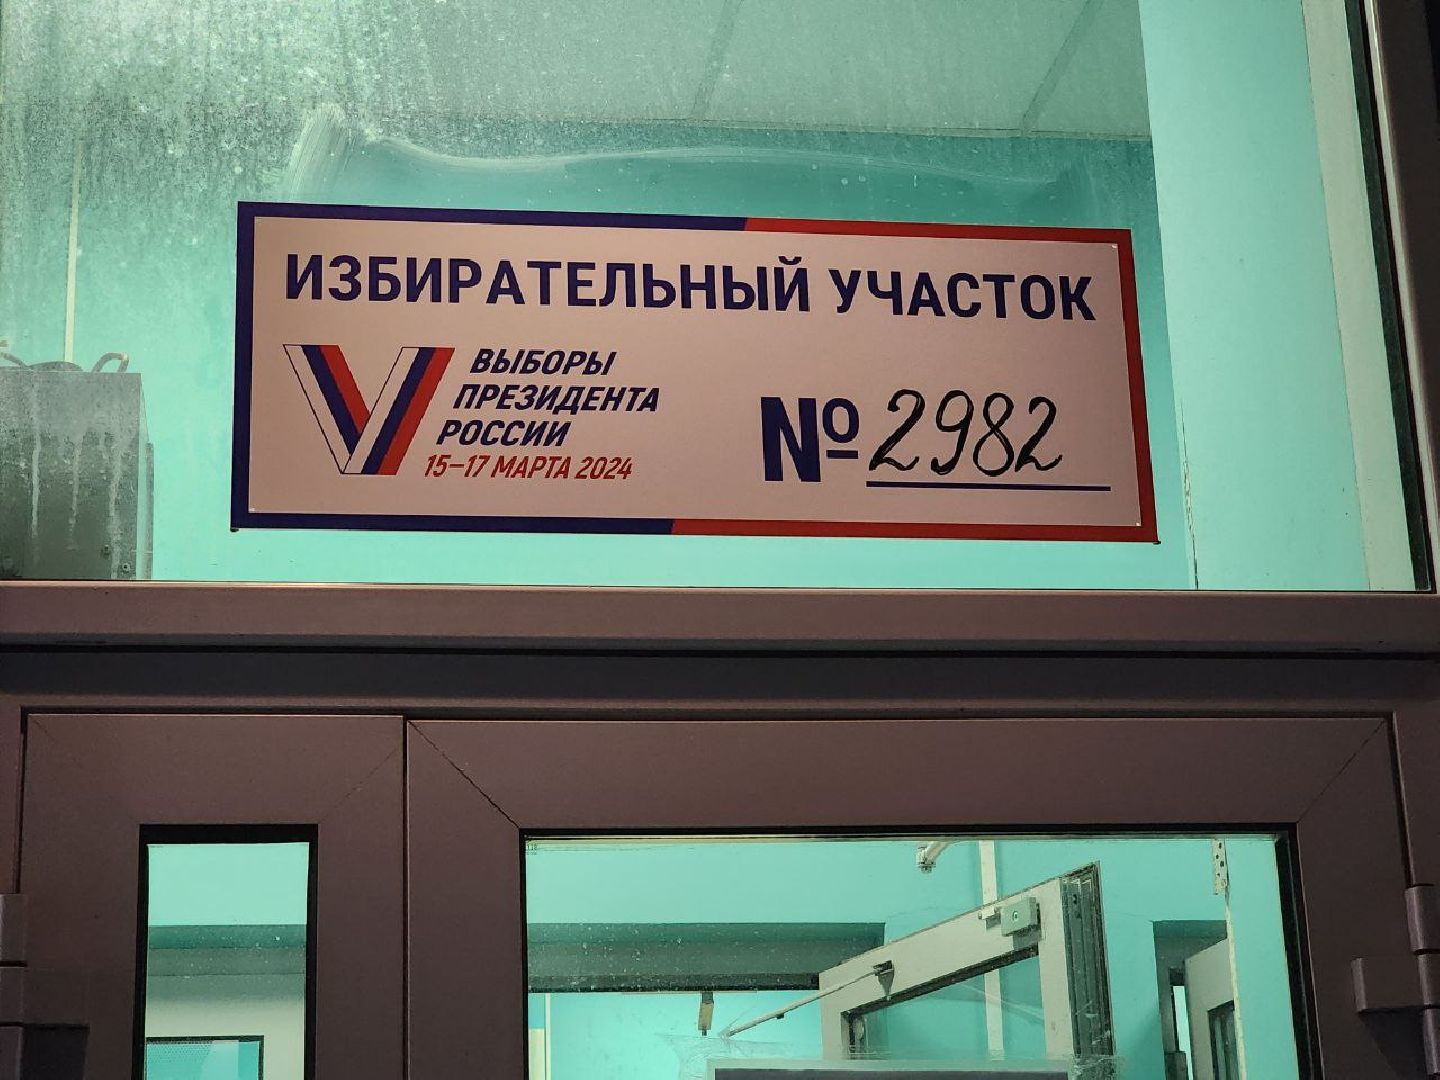 ИЗБИРАТЕЛЬНЫЙ УЧАСТОК
ВЫБОРЫ
ПРЕЗИДЕНТА
РОССИИ
15–17 МАРТА 2024
№ 2982